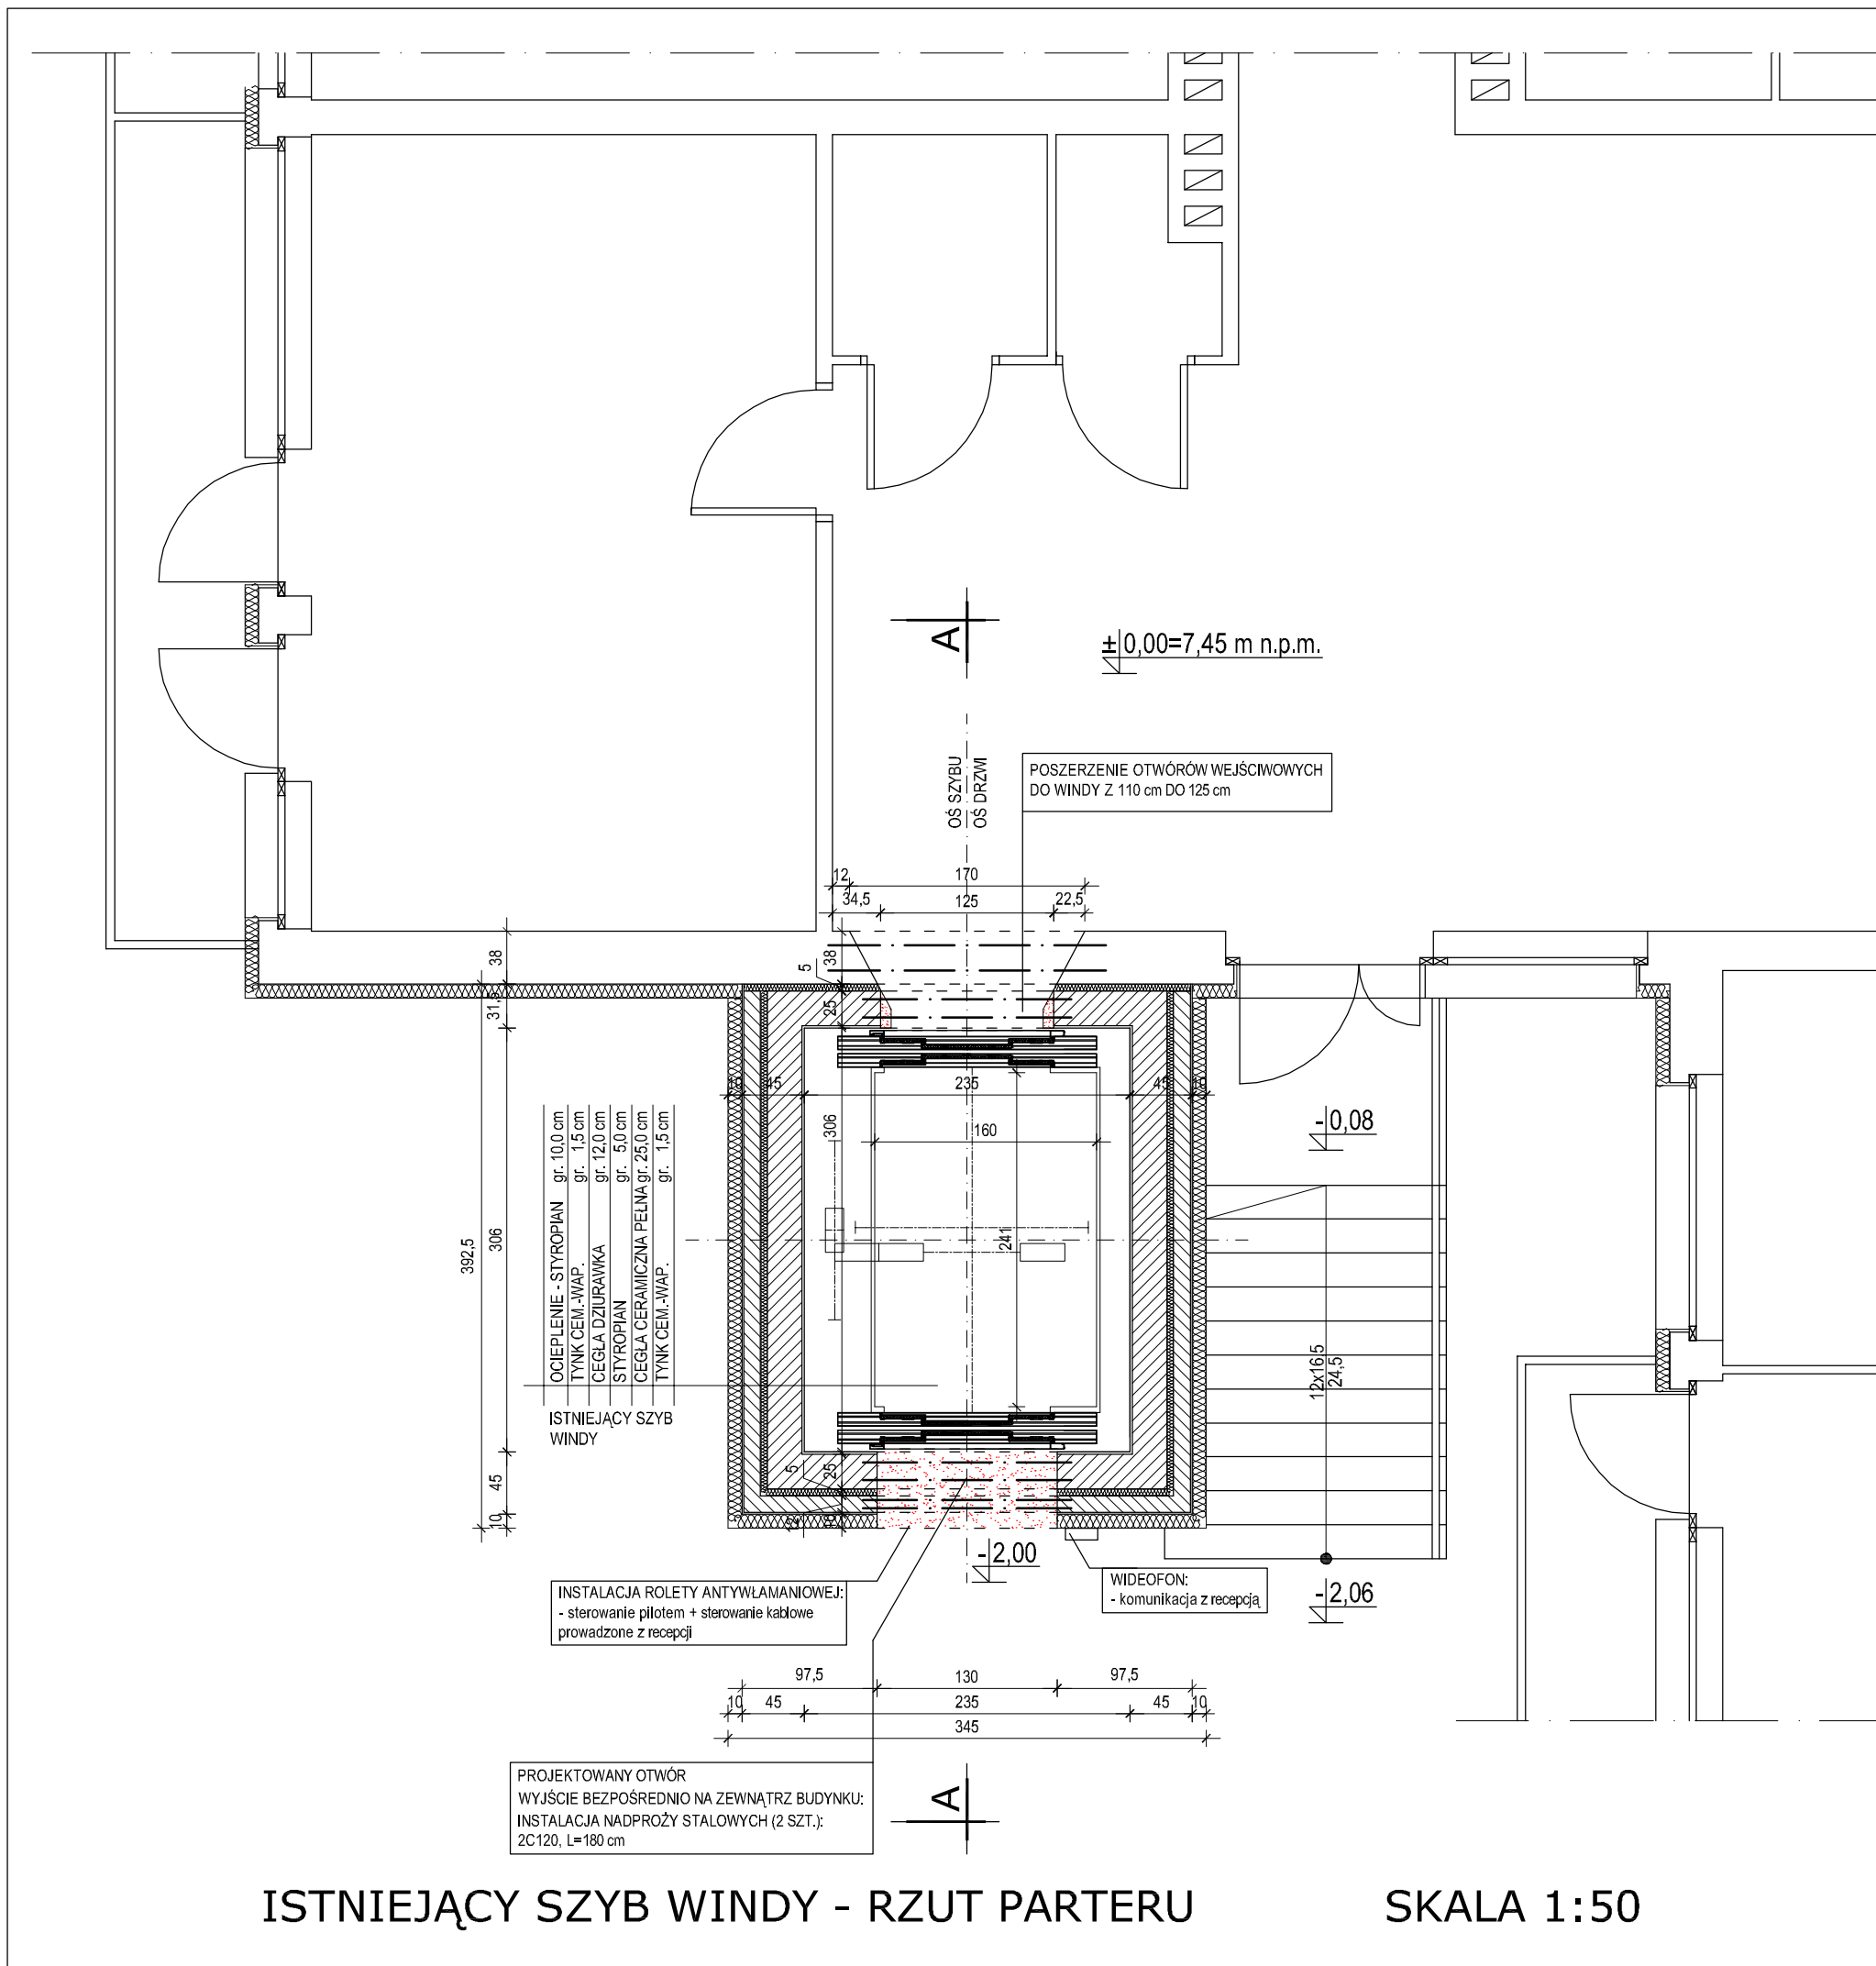 A
±0,00=7,45 m n.p.m.
OŚ SZYBU
OŚ DRZWI
POSZERZENIE OTWÓRÓW WEJŚCIWOWYCH
DO WINDY Z 110 cm DO 125 cm
12 170
34,5 125 22,5
38
31,5
5
38
25
10 45 235 45 10
306
160
241
-0,08
392,5
306
45
10
OCIEPLENIE - STYROPIAN gr. 10,0 cm
TYNK CEM.-WAP. gr. 1,5 cm
CEGŁA DZIURAWKA gr. 12,0 cm
STYROPIAN gr. 5,0 cm
CEGŁA CERAMICZNA PEŁNA gr. 25,0 cm
TYNK CEM.-WAP. gr. 1,5 cm
ISTNIEJĄCY SZYB
WINDY
12x16,5
24,5
5
25
12
10
-2,00
-2,06
INSTALACJA ROLETY ANTYWŁAMANIOWEJ:
- sterowanie pilotem + sterowanie kablowe
prowadzone z recepcji
WIDEOFON:
- komunikacja z recepcją
97,5 130 97,5
10 45 235 45 10
345
PROJEKTOWANY OTWÓR
WYJŚCIE BEZPOŚREDNIO NA ZEWNĄTRZ BUDYNKU:
INSTALACJA NADPROŻY STALOWYCH (2 SZT.):
2C120, L=180 cm
A
ISTNIEJĄCY SZYB WINDY - RZUT PARTERU SKALA 1:50